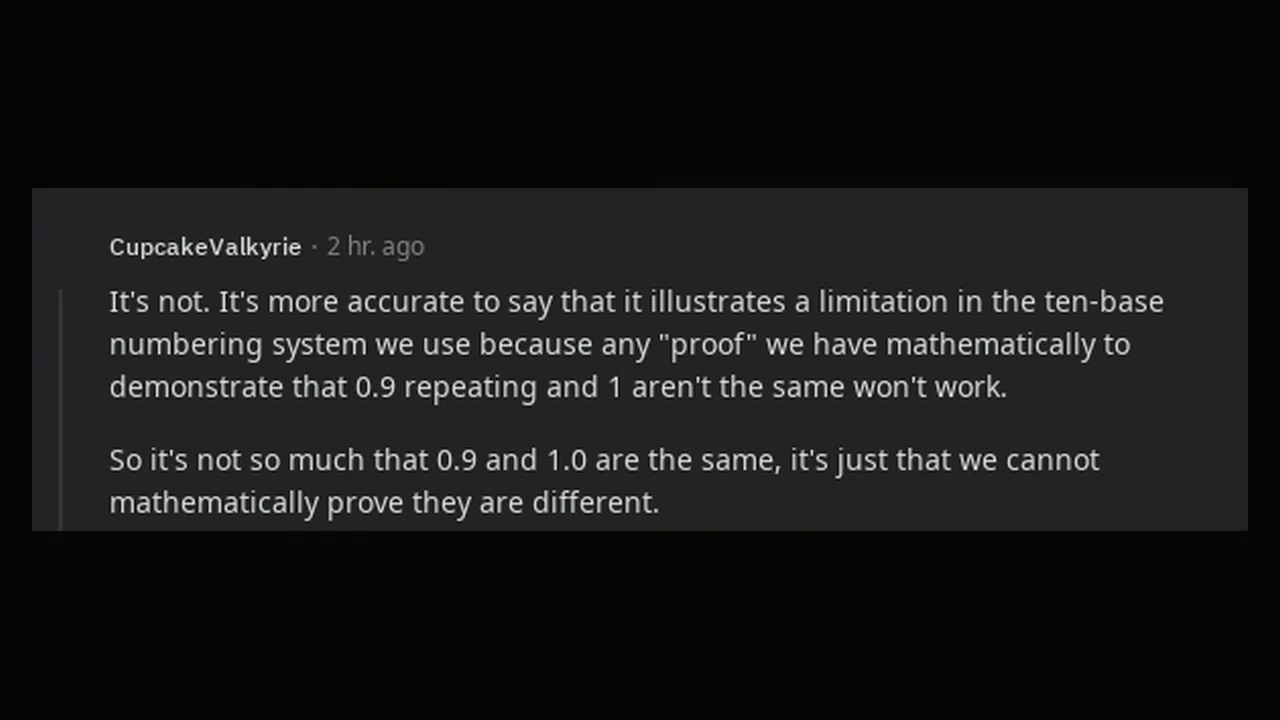 CupcakeValkyrie · 2 hr. ago
It's not. It's more accurate to say that it illustrates a limitation in the ten-base
numbering system we use because any "proof" we have mathematically to
demonstrate that 0.9 repeating and 1 aren't the same won't work.
So it's not so much that 0.9 and 1.0 are the same, it's just that we cannot
mathematically prove they are different.